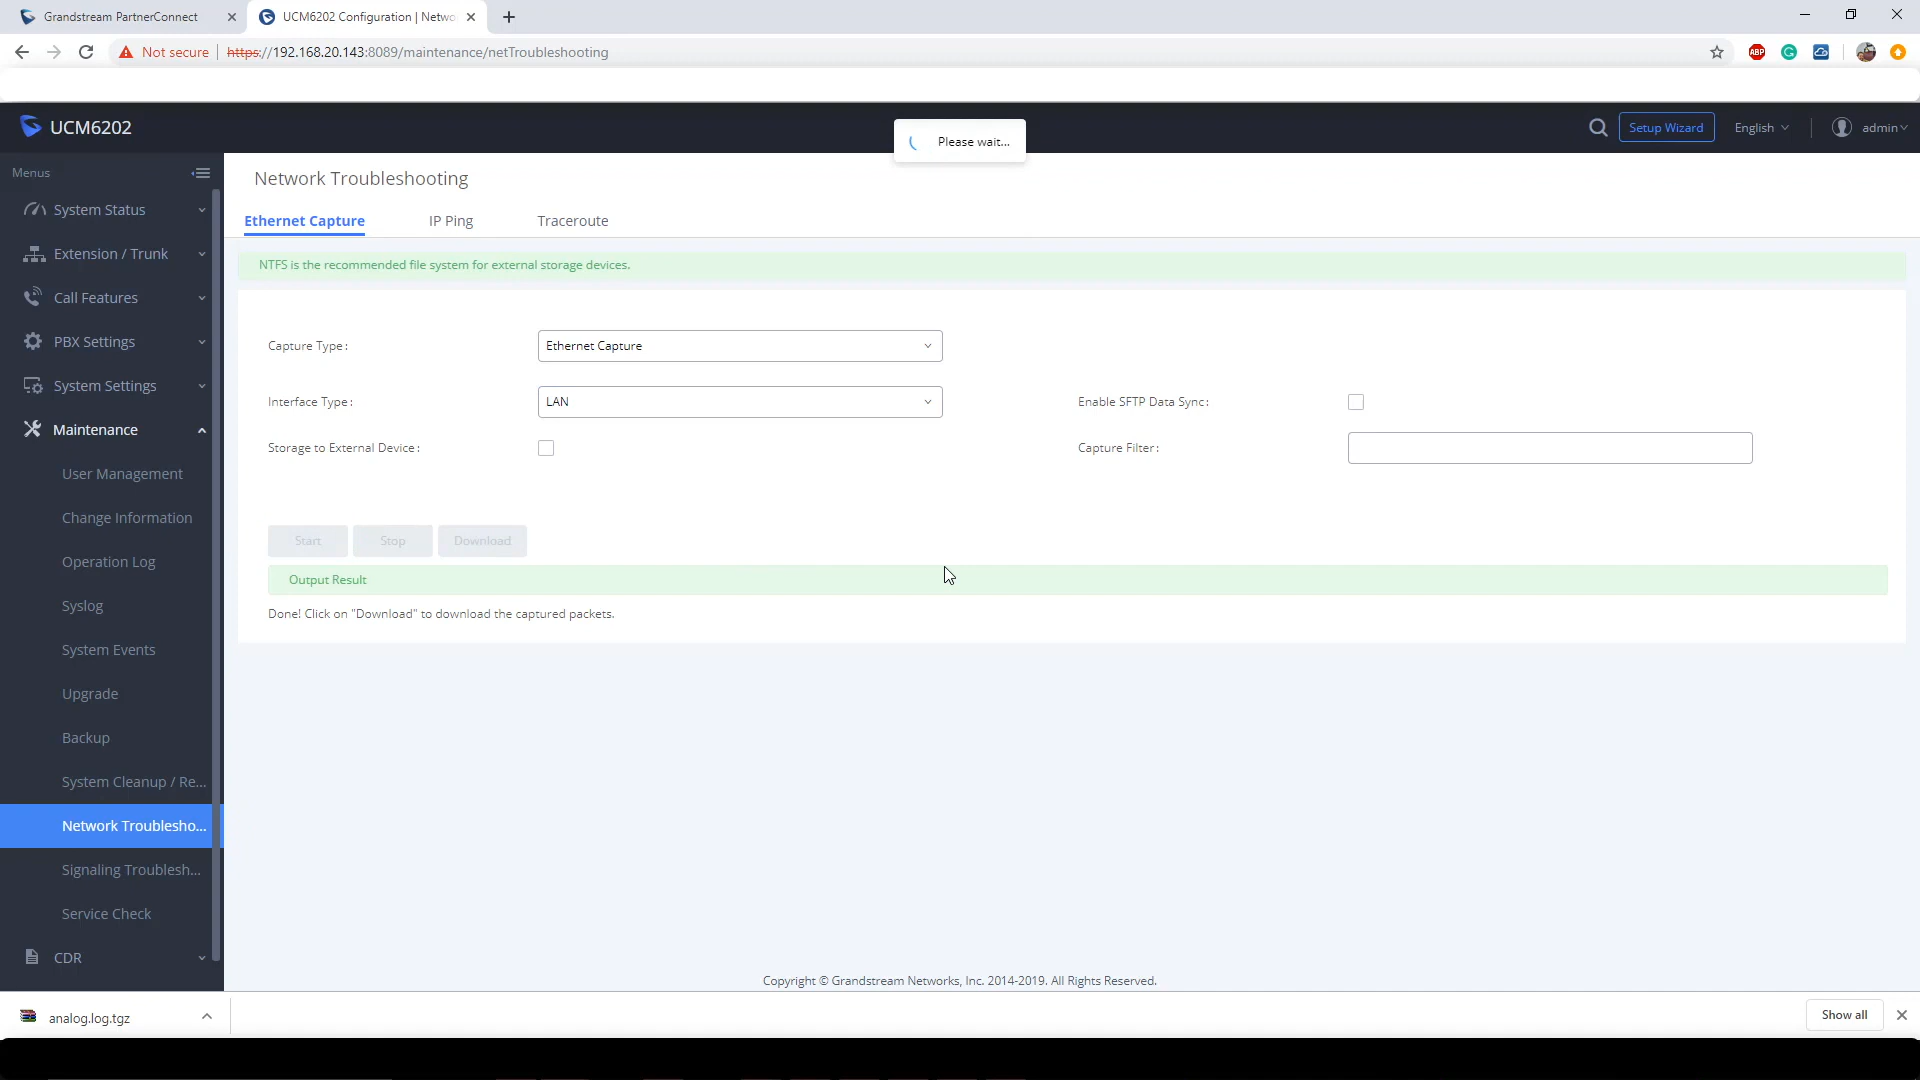 Grandstream PartnerConnect
UCM6202 Configuration | Netwo
Not secure
https://192.168.20.143:8089/maintenance/netTroubleshooting
ABP
UCM6202
Please wait...
Setup Wizard
English
admin
Menus
Network Troubleshooting
System Status
Ethernet Capture
IP Ping
Traceroute
Extension / Trunk
NTFS is the recommended file system for external storage devices.
Call Features
PBX Settings
Capture Type:
Ethernet Capture
System Settings
Interface Type:
LAN
Enable SFTP Data Sync:
Maintenance
Storage to External Device:
Capture Filter:
User Management
Change Information
Start
Stop
Download
Operation Log
Output Result
Syslog
Done! Click on "Download" to download the captured packets.
System Events
Upgrade
Backup
System Cleanup / Re...
Network Troublesho...
Signaling Troublesh...
Service Check
CDR
Copyright © Grandstream Networks, Inc. 2014-2019. All Rights Reserved.
analog.log.tgz
Show all